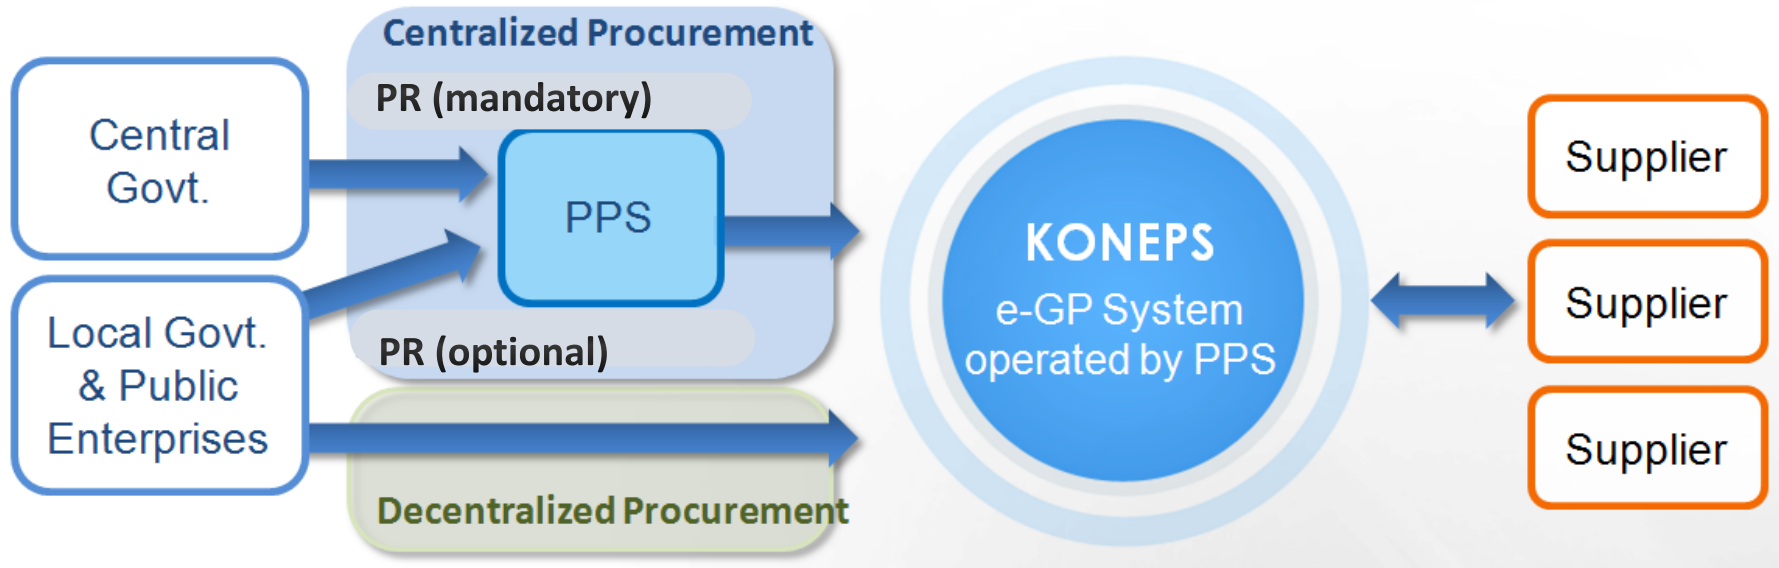 Centralized Procurement
PR (mandatory)
Central
Govt.
PPS
Local Govt.
& Public
Enterprises
PR (optional)
Decentralized Procurement
KONEPS
e-GP System
operated by PPS
Supplier
Supplier
Supplier